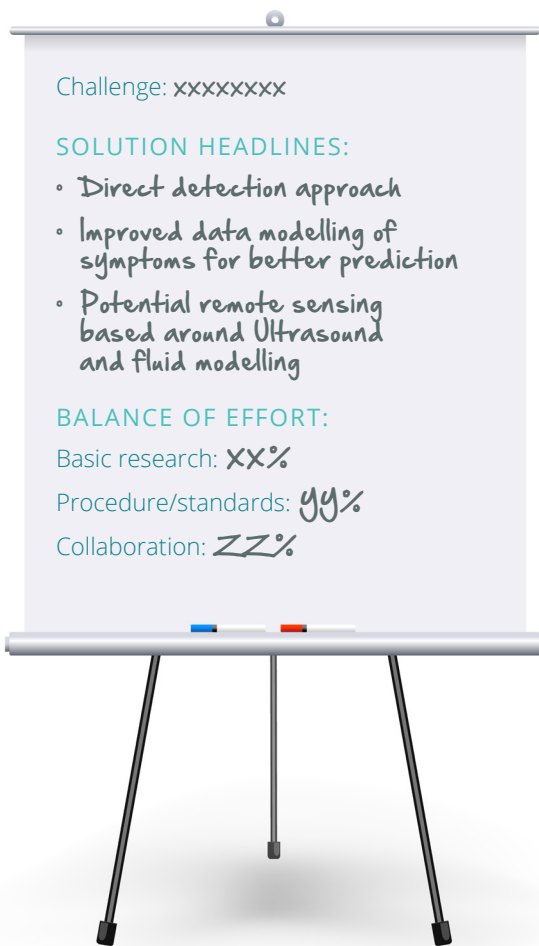 Challenge: xxxxxxxx
SOLUTION HEADLINES:
• Direct detection approach
• Improved data modelling of
symptoms for better prediction
• Potential remote sensing
based around Ultrasound
and fluid modelling
BALANCE OF EFFORT:
Basic research: XX%
Procedure/standards: yy%
Collaboration: ZZ%